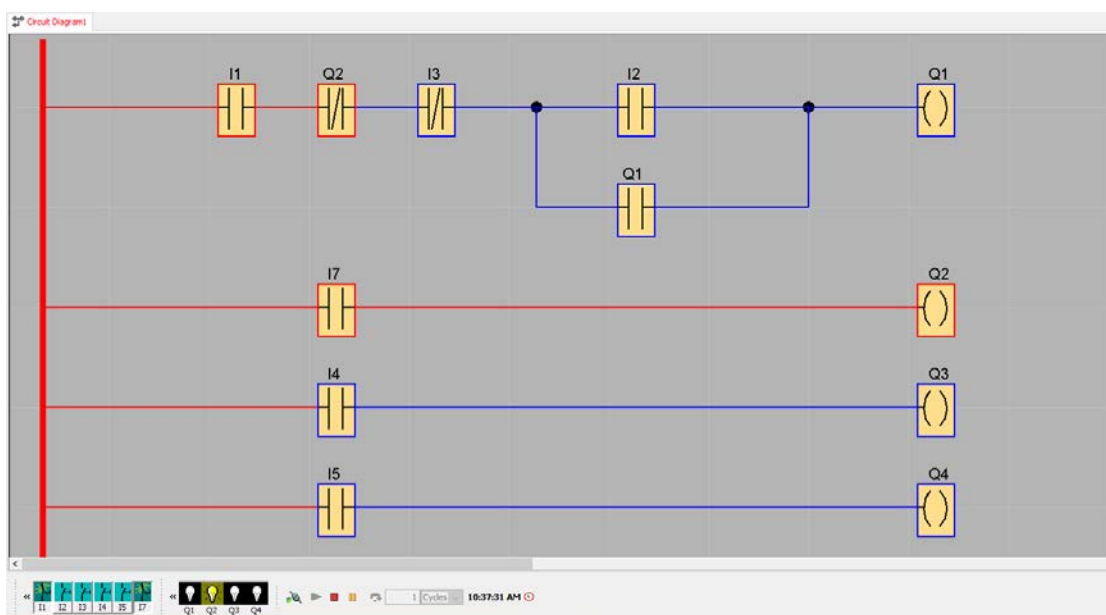 Circuit Diagram1
I1 Q2 I3 I2 Q1
Q1
I7 Q2
I4 Q3
I5 Q4
« I1 I2 I3 I4 I5 I7 « Q1 Q2 Q3 Q4 1 Cycles 10:37:31 AM